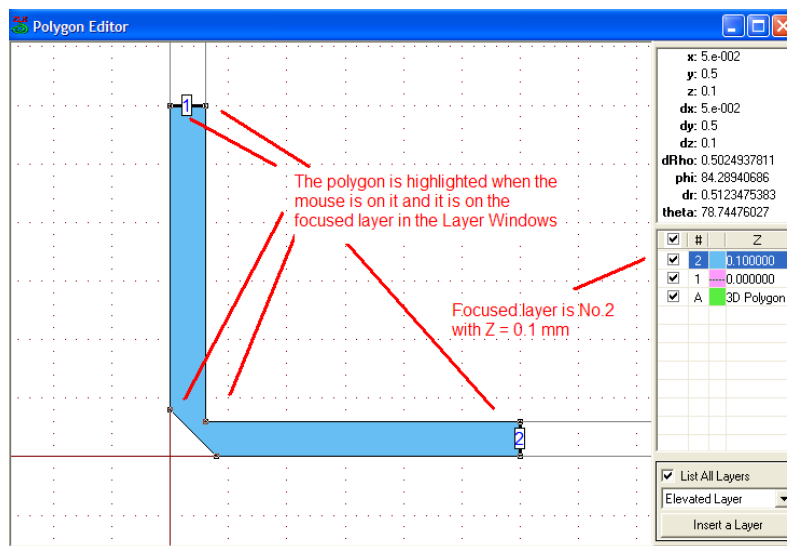 Polygon Editor
1
The polygon is highlighted when the
mouse is on it and it is on the
focused layer in the Layer Windows
Focused layer is No.2
with Z = 0.1 mm
2
x: 5.e-002
y: 0.5
z: 0.1
dx: 5.e-002
dy: 0.5
dz: 0.1
dRho: 0.5024937811
phi: 84.28940686
dr: 0.5123475383
theta: 78.74476027
# Z
2 0.100000
1 0.000000
A 3D Polygon
List All Layers
Elevated Layer
Insert a Layer